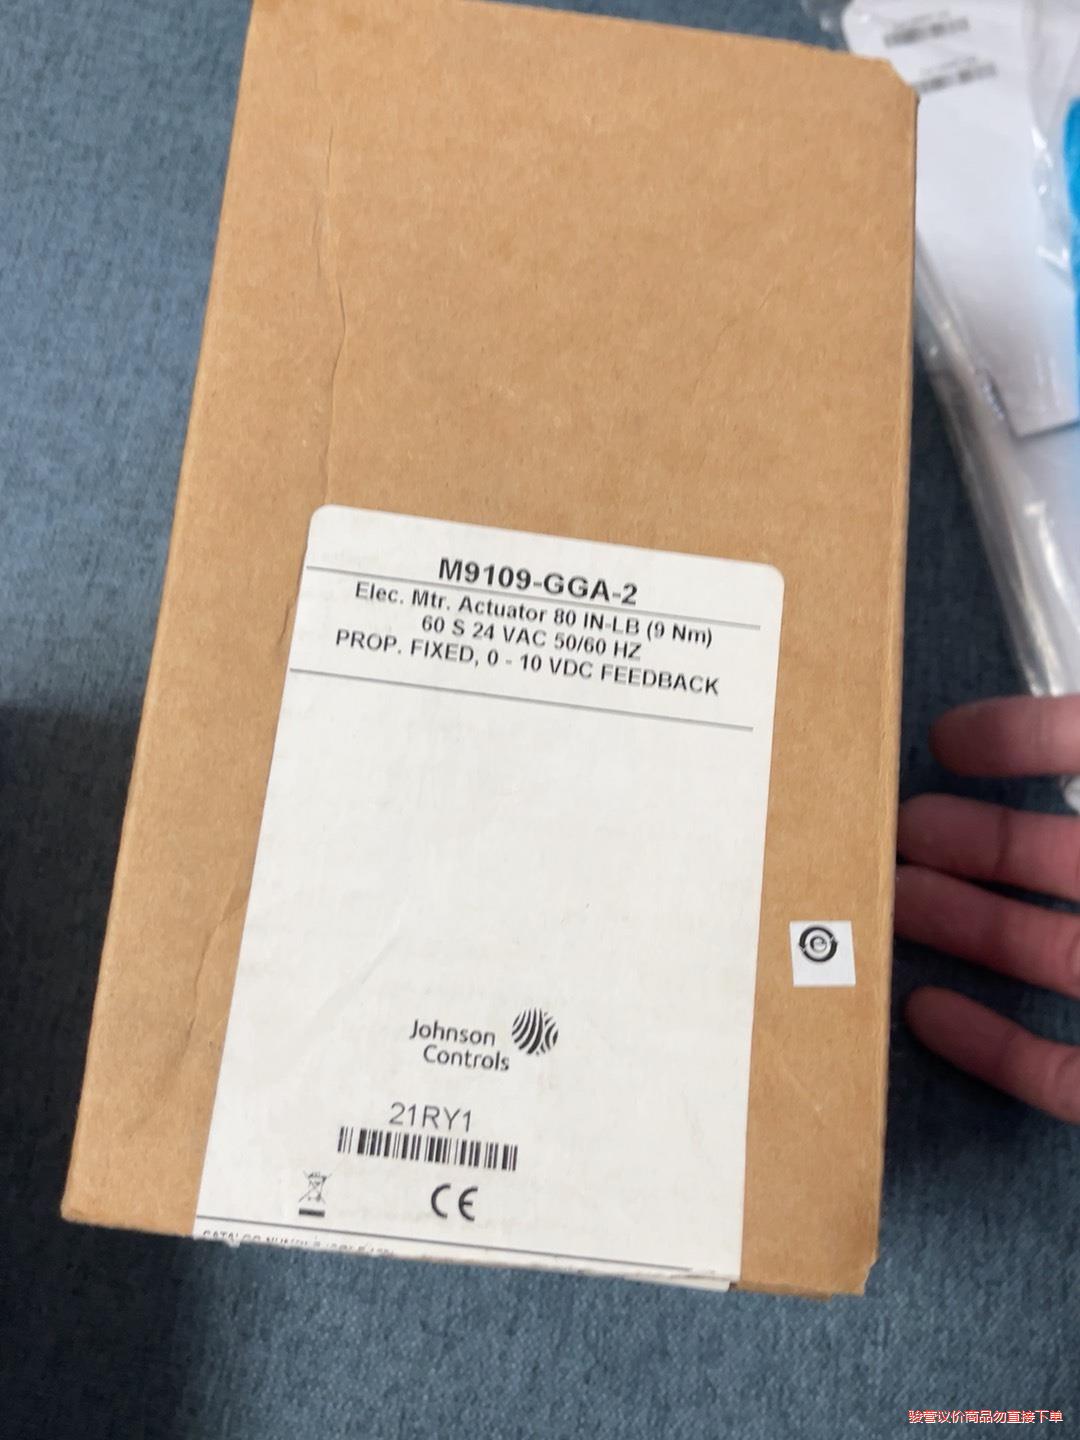 M9109-GGA-2
Elec. Mtr. Actuator 80 IN-LB (9 Nm)
60 S 24 VAC 50/60 HZ
PROP. FIXED, 0 - 10 VDC FEEDBACK
e
Johnson
Controls
21RY1
CE
骏营议价商品勿直接下单